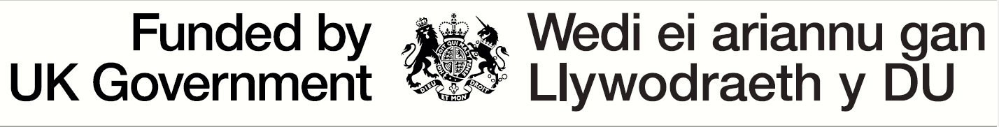 Funded by
UK Government
Wedi ei ariannu gan
Llywodraeth y DU
DIEU ET MON DROIT